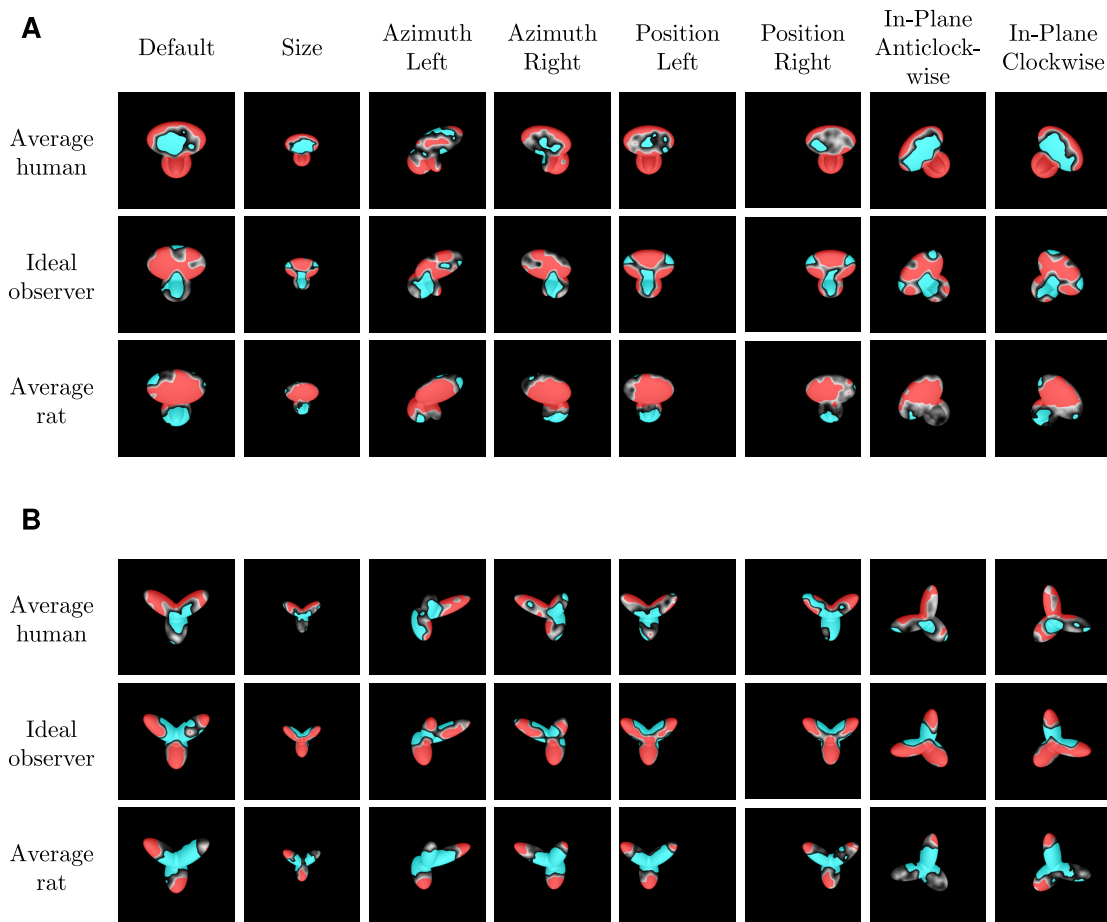 A
Default
Size
Azimuth
Left
Azimuth
Right
Position
Left
Position
Right
In-Plane
Anticlock-
wise
In-Plane
Clockwise
Average
human
Ideal
observer
Average
rat
B
Average
human
Ideal
observer
Average
rat